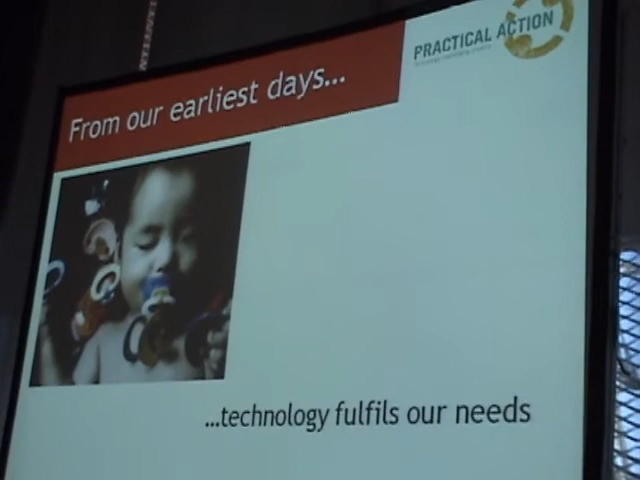 From our earliest days...
PRACTICAL ACTION
...technology fulfils our needs